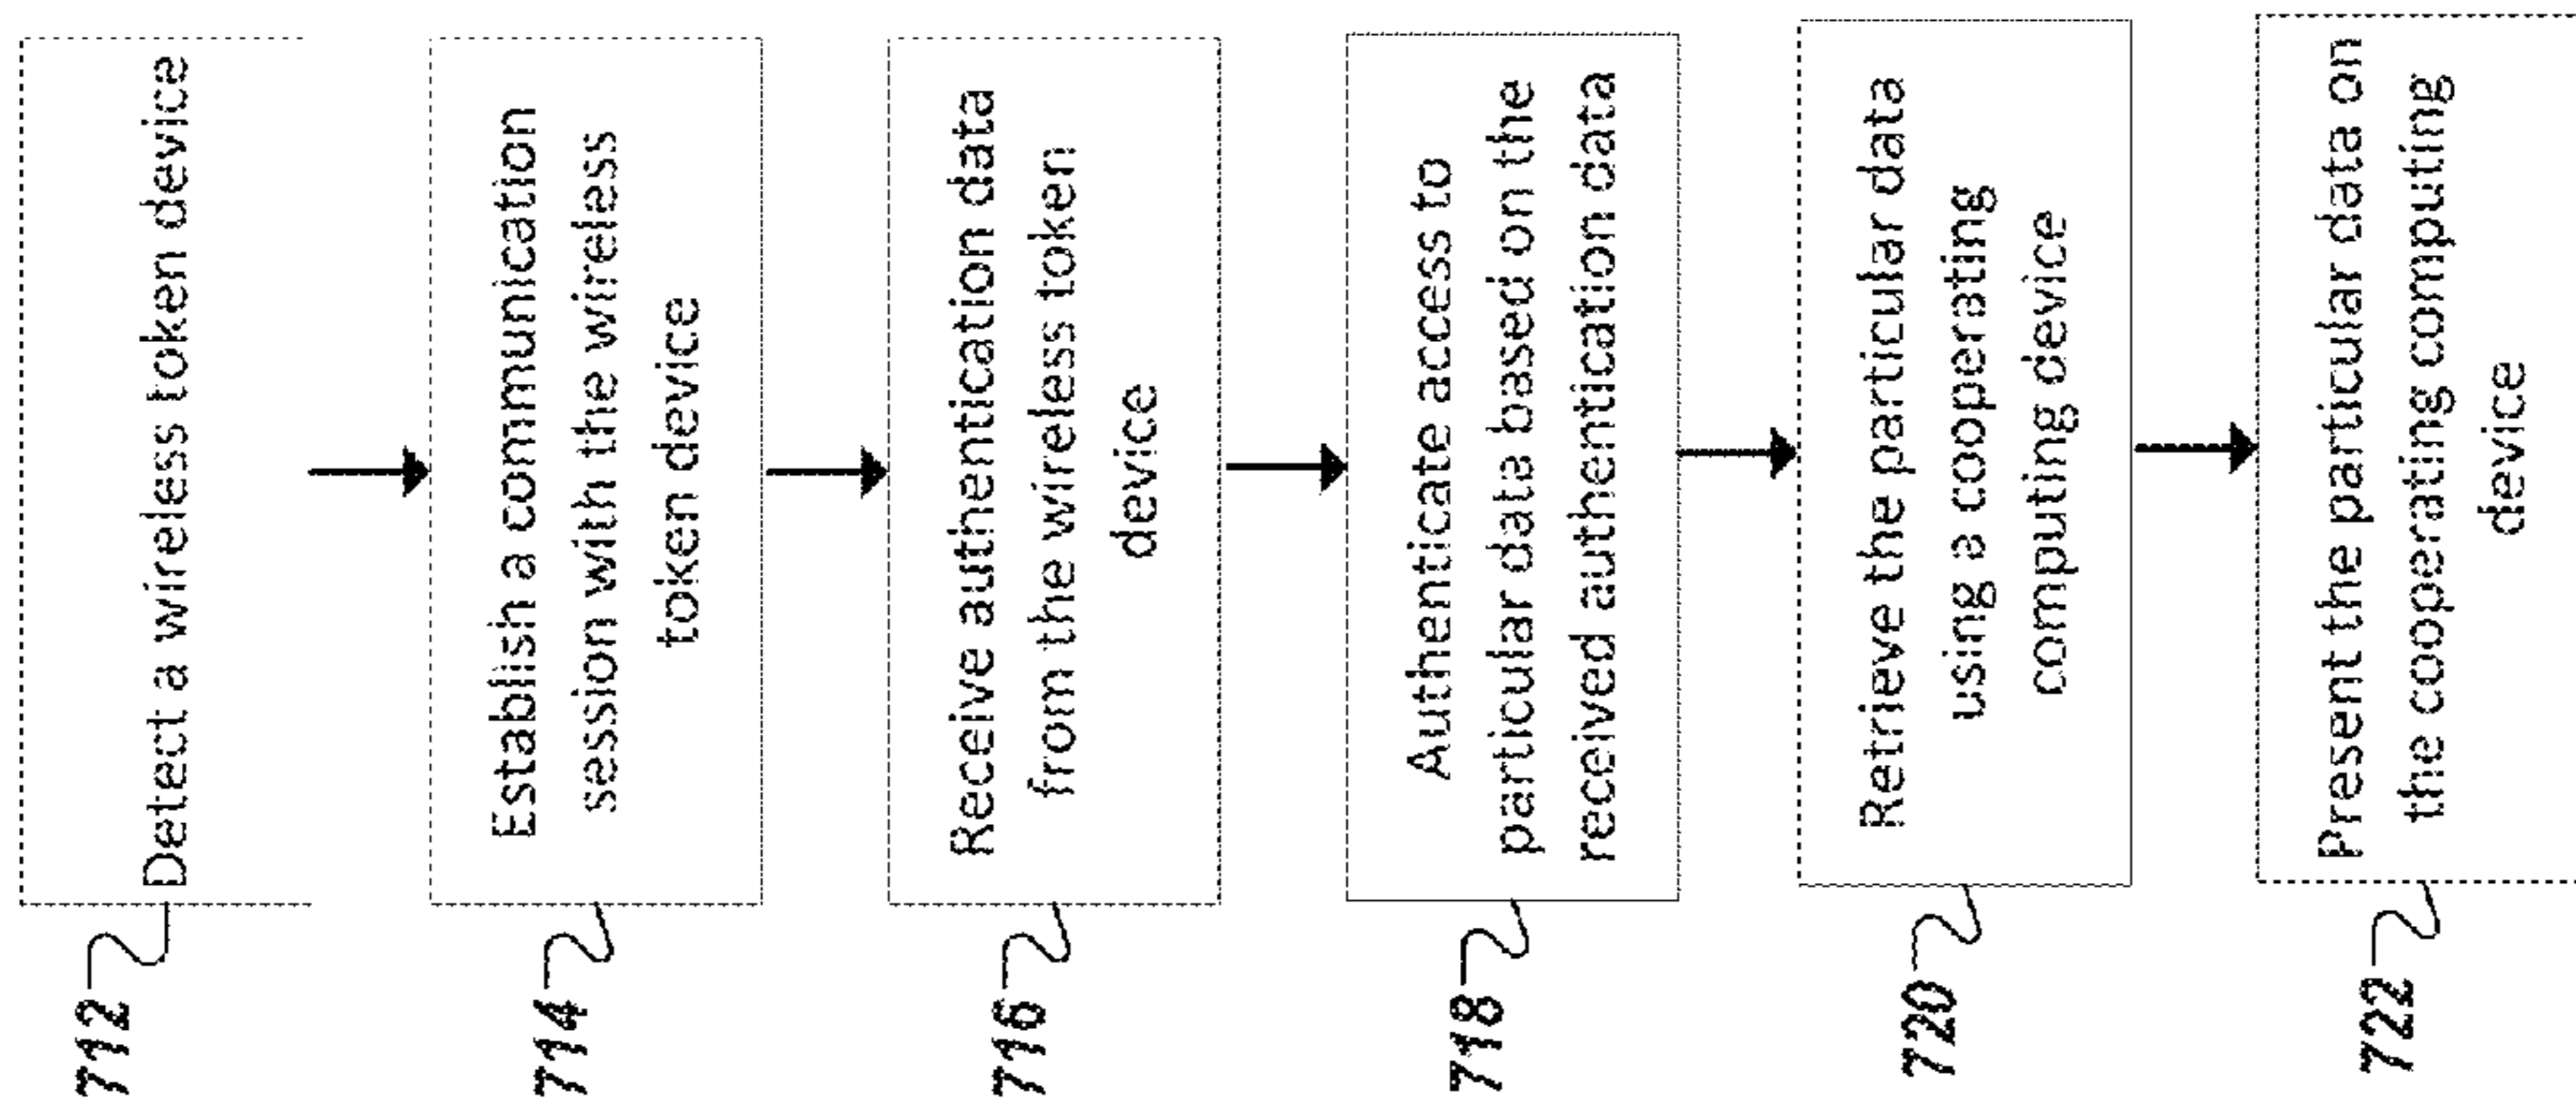 712
Detect a wireless token device
714
Establish a communication
session with the wireless
token device
716
Receive authentication data
from the wireless token
device
718
Authenticate access to
particular data based on the
received authentication data
720
Retrieve the particular data
using a cooperating
computing device
722
Present the particular data on
the cooperating computing
device